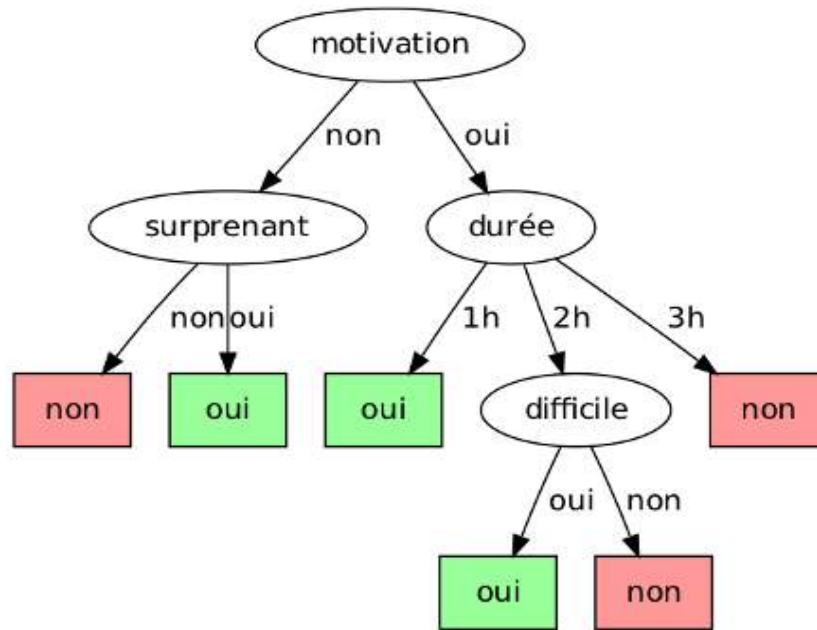 motivation
non
oui
surprenant
durée
non
oui
1h
2h
3h
non
oui
oui
difficile
non
oui
non
oui
non